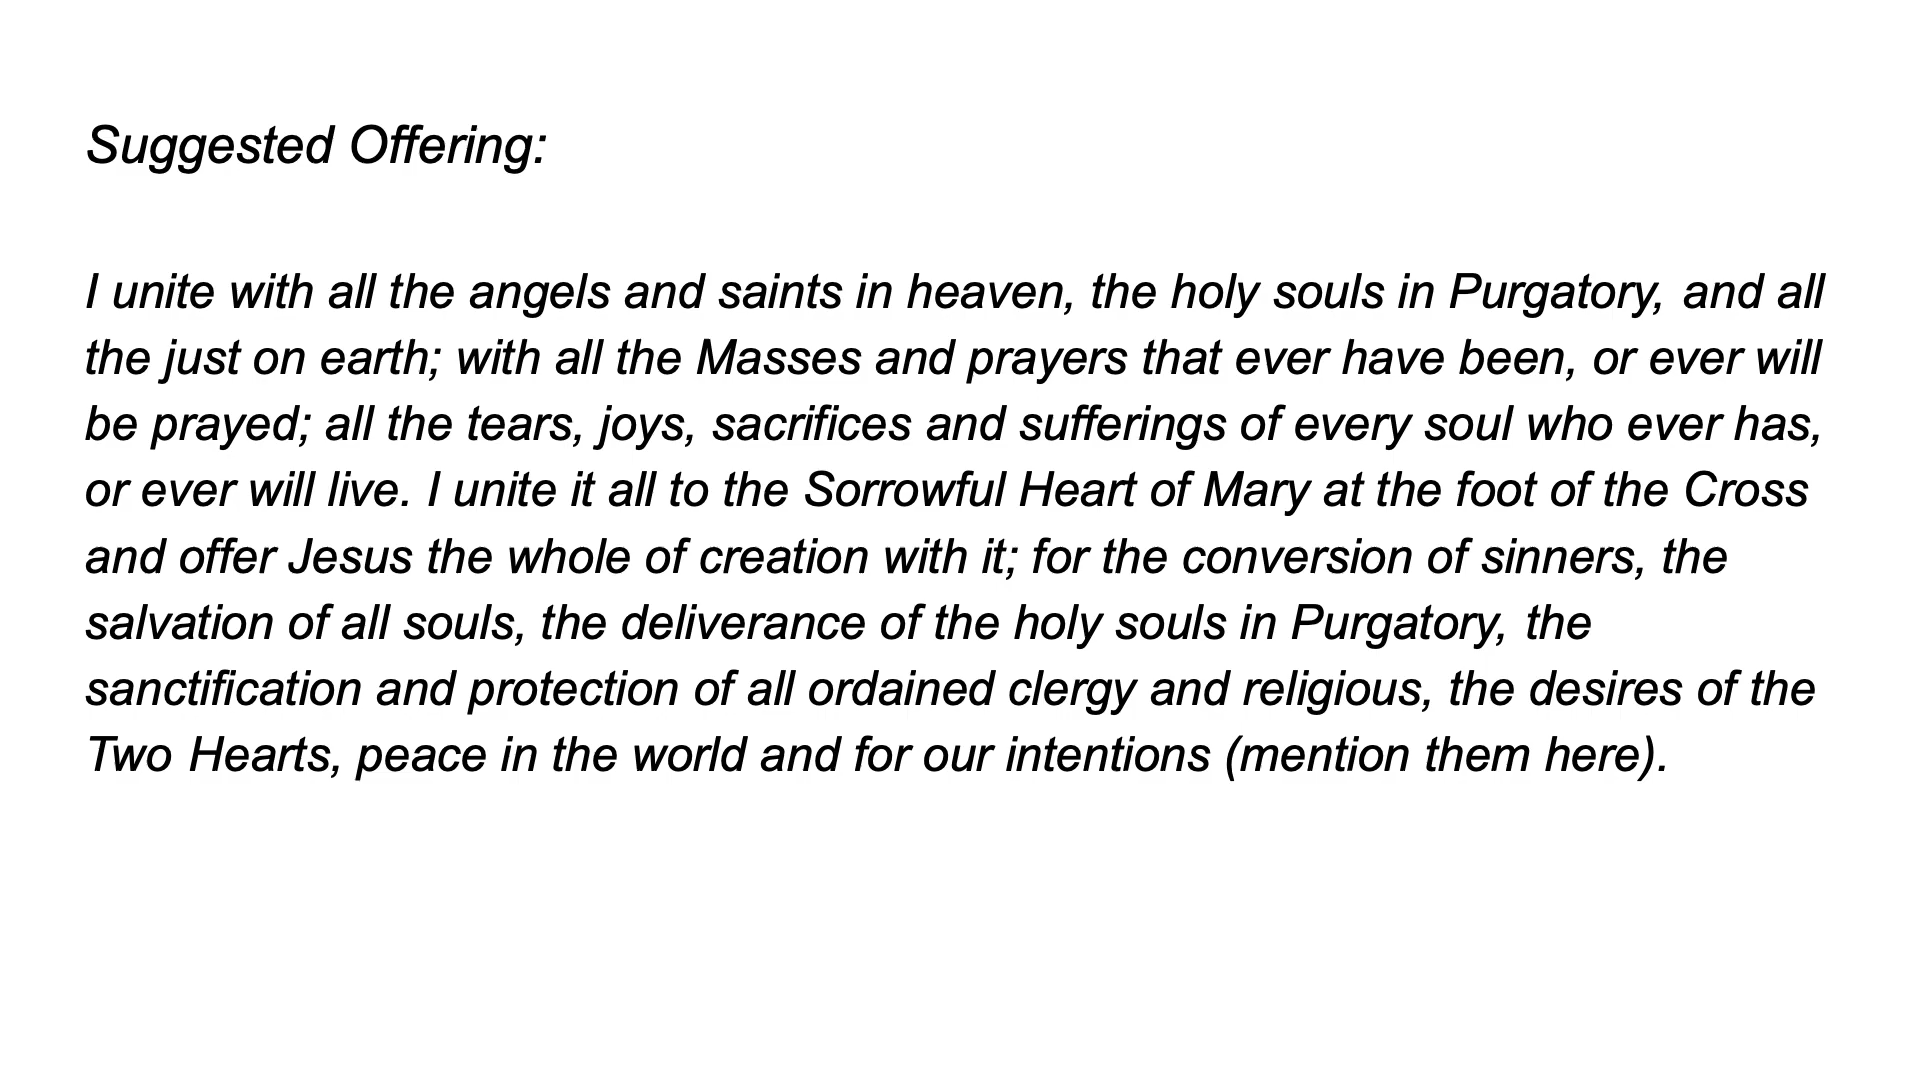 Suggested Offering:
I unite with all the angels and saints in heaven, the holy souls in Purgatory, and all
the just on earth; with all the Masses and prayers that ever have been, or ever will
be prayed; all the tears, joys, sacrifices and sufferings of every soul who ever has,
or ever will live. I unite it all to the Sorrowful Heart of Mary at the foot of the Cross
and offer Jesus the whole of creation with it; for the conversion of sinners, the
salvation of all souls, the deliverance of the holy souls in Purgatory, the
sanctification and protection of all ordained clergy and religious, the desires of the
Two Hearts, peace in the world and for our intentions (mention them here).